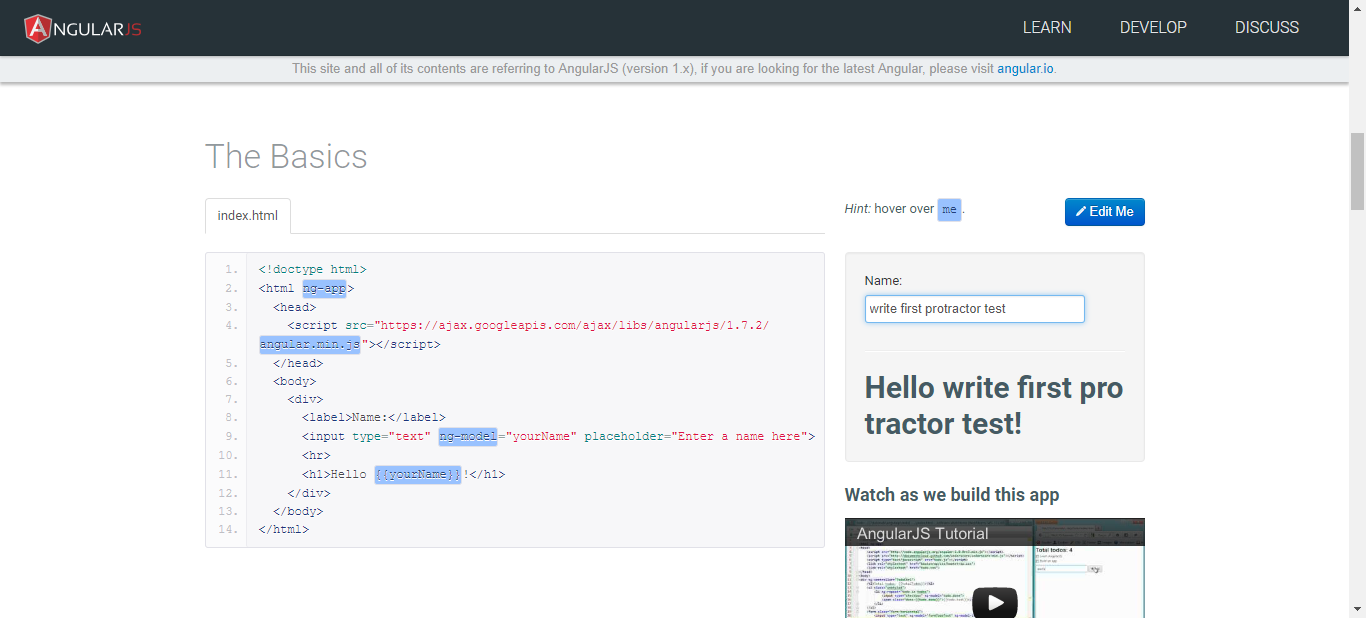 ANGULARJS
LEARN DEVELOP DISCUSS
This site and all of its contents are referring to AngularJS (version 1.x), if you are looking for the latest Angular, please visit angular.io.
The Basics
index.html
Hint: hover over me.
Edit Me
1. <!doctype html>
2. <html ng-app>
3. <head>
4. <script src="https://ajax.googleapis.com/ajax/libs/angularjs/1.7.2/
angular.min.js"></script>
5. </head>
6. <body>
7. <div>
8. <label>Name:</label>
9. <input type="text" ng-model="yourName" placeholder="Enter a name here">
10. <hr>
11. <h1>Hello {{yourName}}!</h1>
12. </div>
13. </body>
14. </html>
Name:
write first protractor test
Hello write first pro
tractor test!
Watch as we build this app
AngularJS Tutorial
Total todos: 4